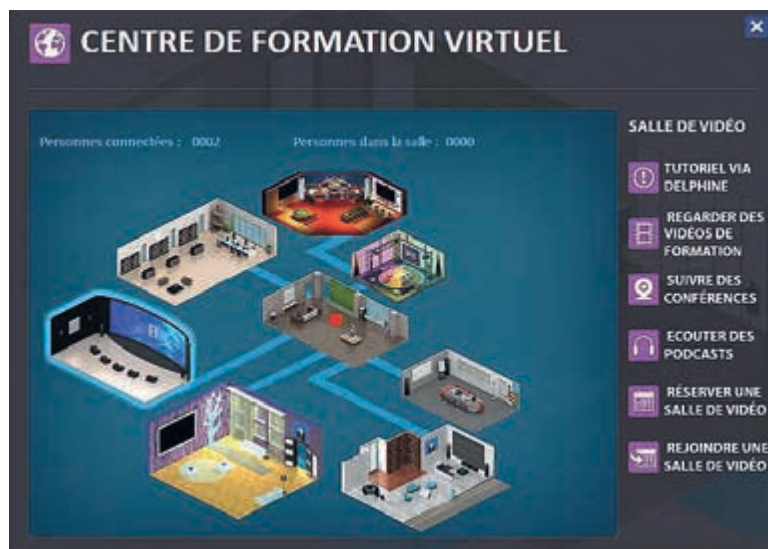 CENTRE DE FORMATION VIRTUEL
Personnes connectées : 0002
Personnes dans la salle : 0000
SALLE DE VIDÉO
TUTORIEL VIA
DELPHINE
REGARDER DES
VIDÉOS DE
FORMATION
SUIVRE DES
CONFÉRENCES
ECOUTER DES
PODCASTS
RÉSERVER UNE
SALLE DE VIDÉO
REJOINDRE UNE
SALLE DE VIDÉO